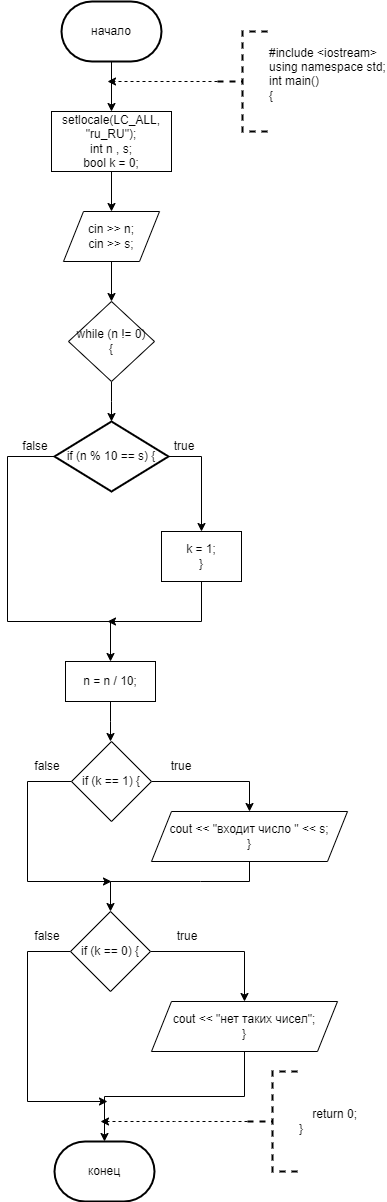 начало
#include <iostream>
using namespace std;
int main()
{
setlocale(LC_ALL,
"ru_RU");
int n , s;
bool k = 0;
cin >> n;
cin >> s;
while (n != 0)
{
false
true
if (n % 10 == s) {
k = 1;
}
n = n / 10;
false
true
if (k == 1) {
cout << "входит число " << s;
}
false
true
if (k == 0) {
cout << "нет таких чисел";
}
return 0;
}
конец